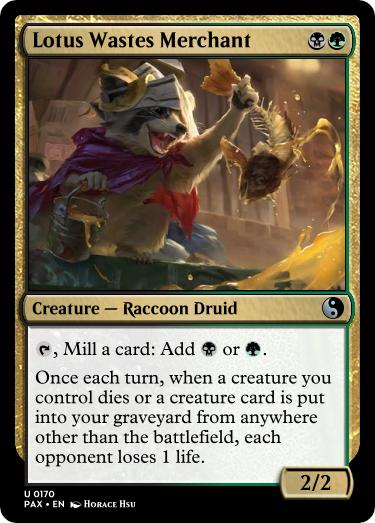 Lotus Wastes Merchant
Creature — Raccoon Druid
, Mill a card: Add or .
Once each turn, when a creature you
control dies or a creature card is put
into your graveyard from anywhere
other than the battlefield, each
opponent loses 1 life.
2/2
U 0170
PAX • EN Horace Hsu